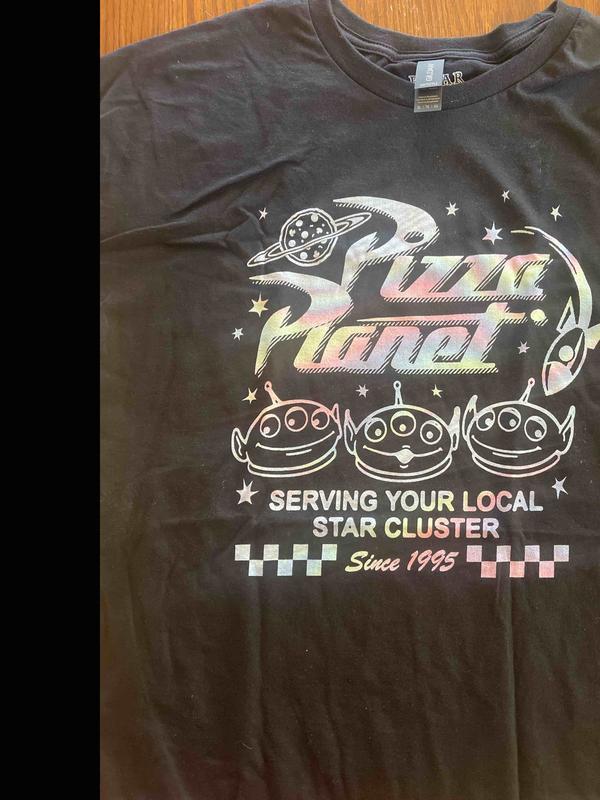 Pizza
Planet
SERVING YOUR LOCAL
STAR CLUSTER
Since 1995